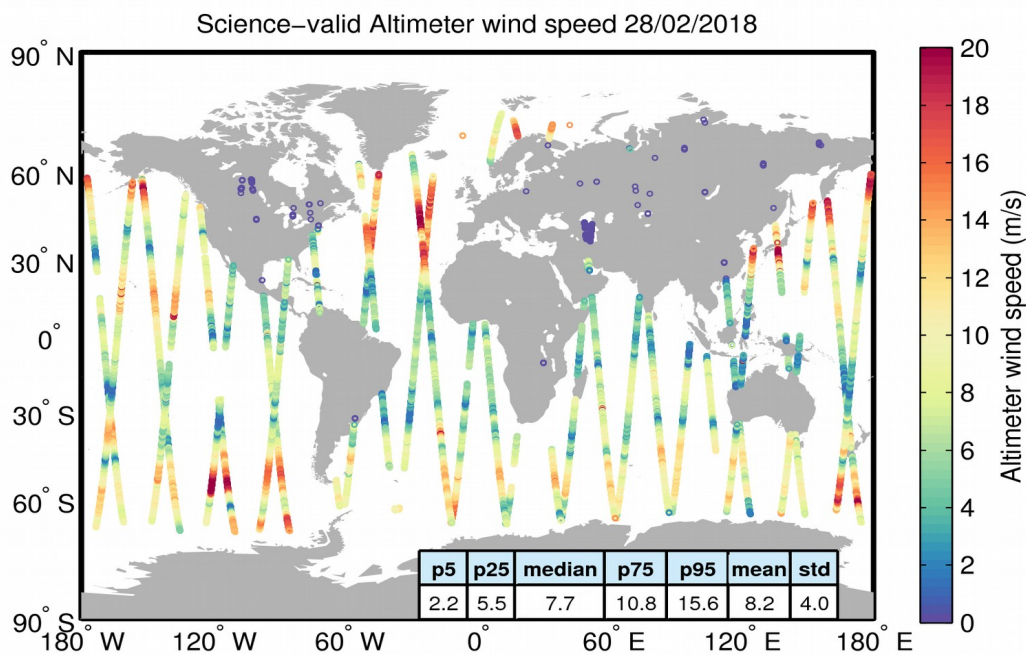 Science−valid Altimeter wind speed 28/02/2018
90° N
60° N
30° N
0°
30° S
60° S
90° S
180° W
120° W
60° W
0°
60° E
120° E
180° E
p5 p25 median p75 p95 mean std
2.2 5.5 7.7 10.8 15.6 8.2 4.0
20
18
16
14
12
10
8
6
4
2
0
Altimeter wind speed (m/s)